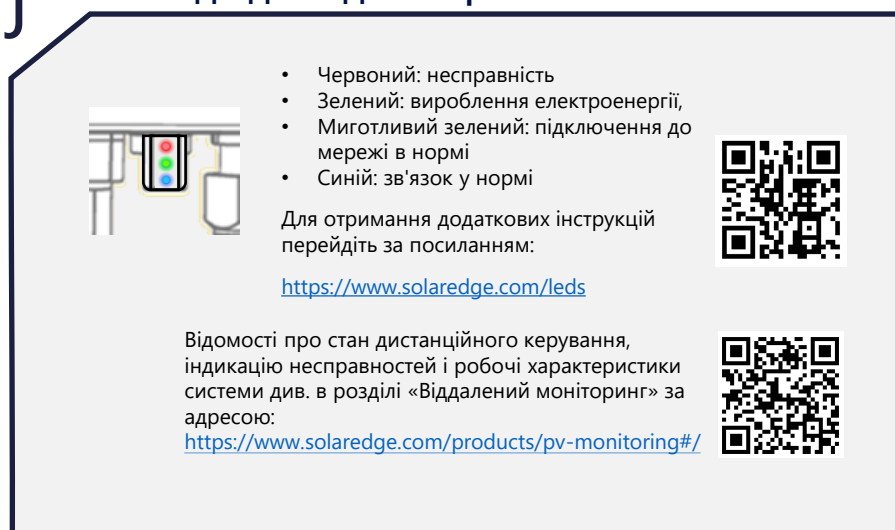 • Червоний: несправність
• Зелений: вироблення електроенергії,
• Миготливий зелений: підключення до
мережі в нормі
• Синій: зв'язок у нормі
Для отримання додаткових інструкцій
перейдіть за посиланням:
https://www.solaredge.com/leds
Відомості про стан дистанційного керування,
індикацію несправностей і робочі характеристики
системи див. в розділі «Віддалений моніторинг» за
адресою:
https://www.solaredge.com/products/pv-monitoring#/